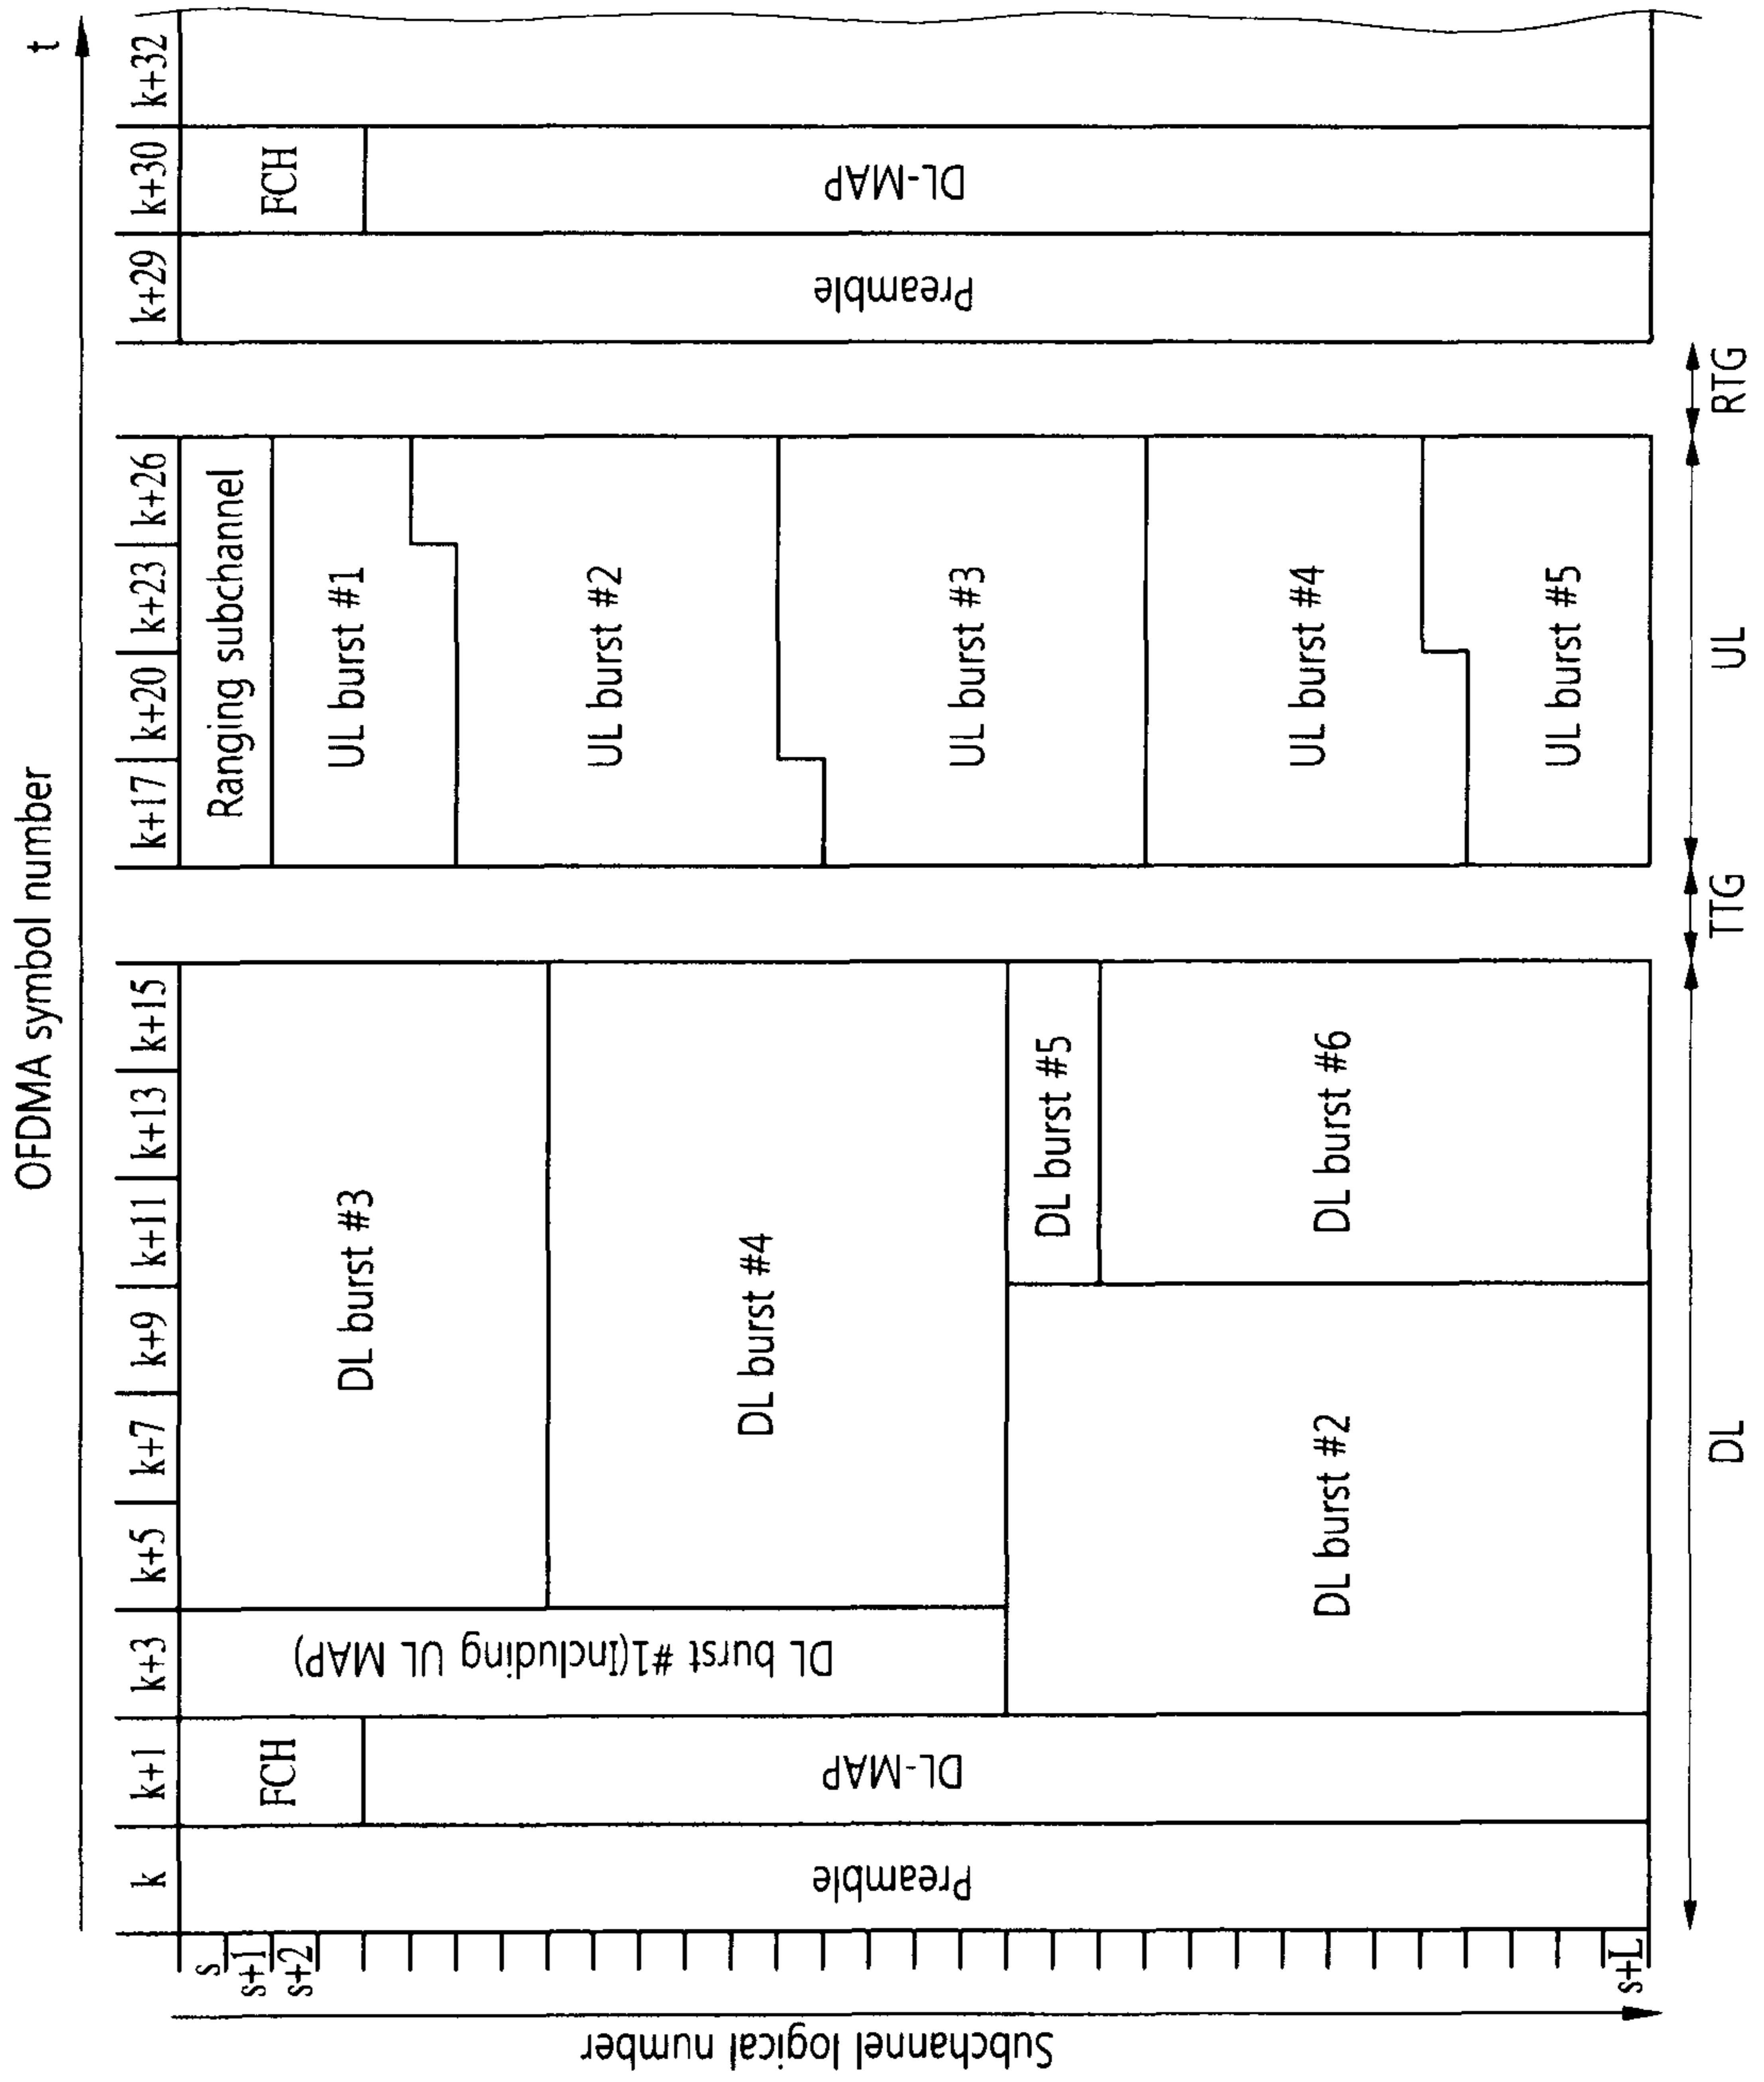 OFDMA symbol number
t
k
k+1
k+3
k+5
k+7
k+9
k+11
k+13
k+15
k+17
k+20
k+23
k+26
k+29
k+30
k+32
Subchannel logical number
s
s+1
s+2
s+L
Preamble
FCH
DL-MAP
DL burst #1(Including UL MAP)
DL burst #2
DL burst #3
DL burst #4
DL burst #5
DL burst #6
Ranging subchannel
UL burst #1
UL burst #2
UL burst #3
UL burst #4
UL burst #5
Preamble
FCH
DL-MAP
DL
TTG
UL
RTG